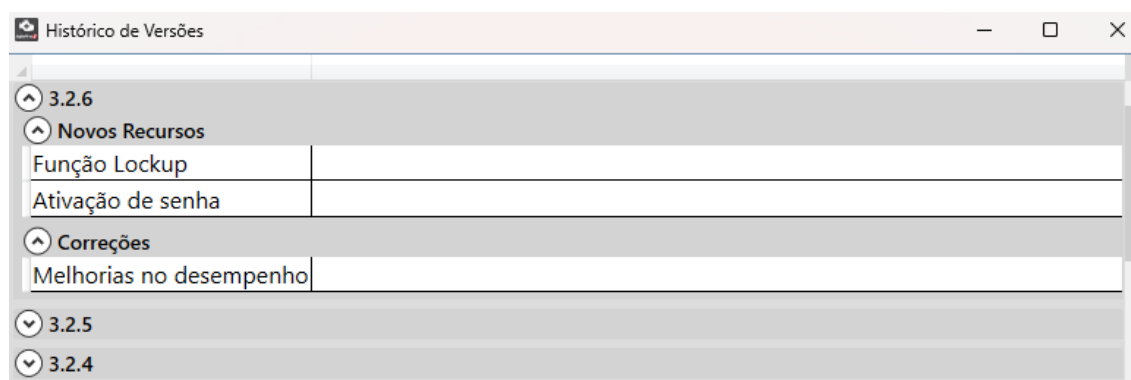 Histórico de Versões
3.2.6
Novos Recursos
Função Lockup
Ativação de senha
Correções
Melhorias no desempenho
3.2.5
3.2.4